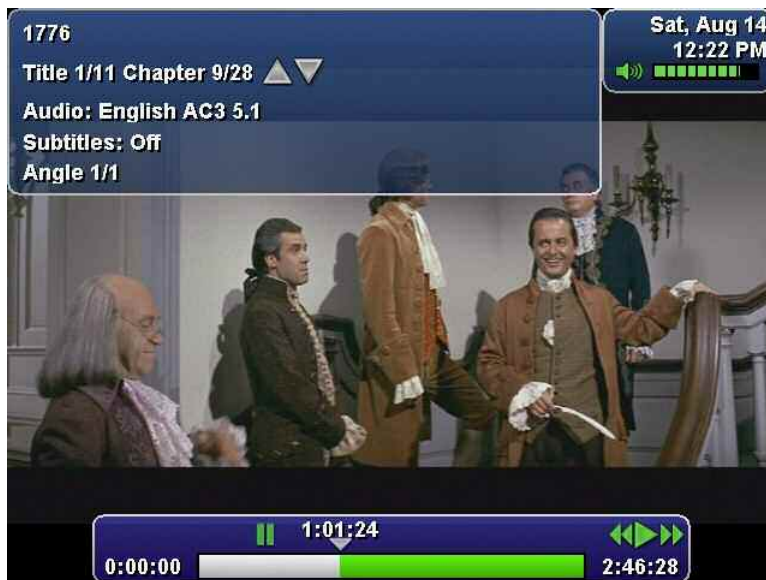 1776
Title 1/11 Chapter 9/28
Audio: English AC3 5.1
Subtitles: Off
Angle 1/1
Sat, Aug 14
12:22 PM
1:01:24
0:00:00
2:46:28